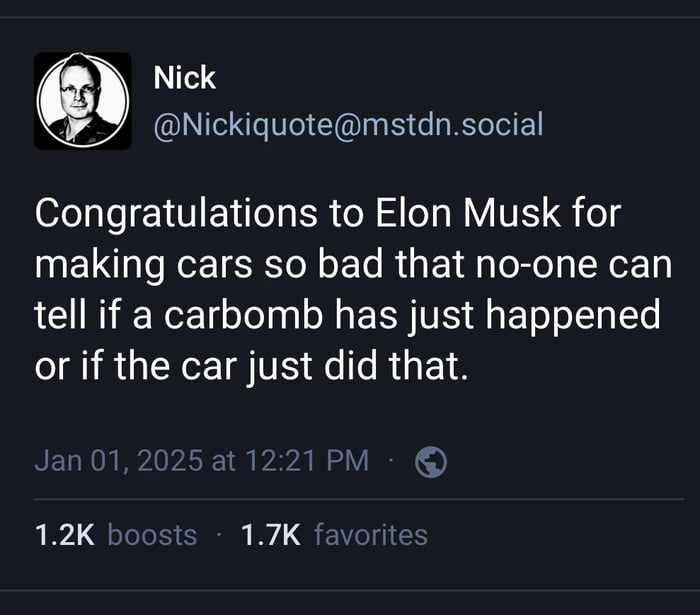 Nick
@Nickiquote@mstdn.social
Congratulations to Elon Musk for
making cars so bad that no-one can
tell if a carbomb has just happened
or if the car just did that.
Jan 01, 2025 at 12:21 PM ·
1.2K boosts · 1.7K favorites